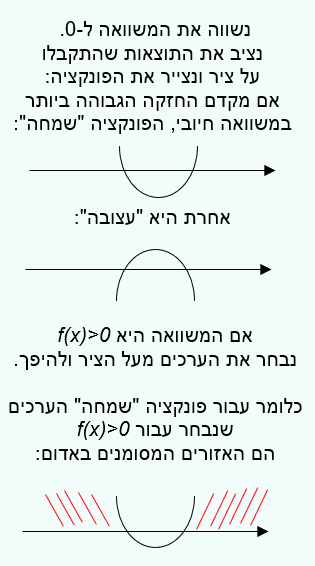 נשווה את המשוואה ל-0.
נציב את התוצאות שהתקבלו
על ציר ונצייר את הפונקציה:
אם מקדם החזקה הגבוהה ביותר
במשוואה חיובי, הפונקציה "שמחה":
אחרת היא "עצובה":
אם המשוואה היא f(x)>0
נבחר את הערכים מעל הציר ולהיפך.
כלומר עבור פונקציה "שמחה" הערכים
שנבחר עבור f(x)>0
הם האזורים המסומנים באדום: